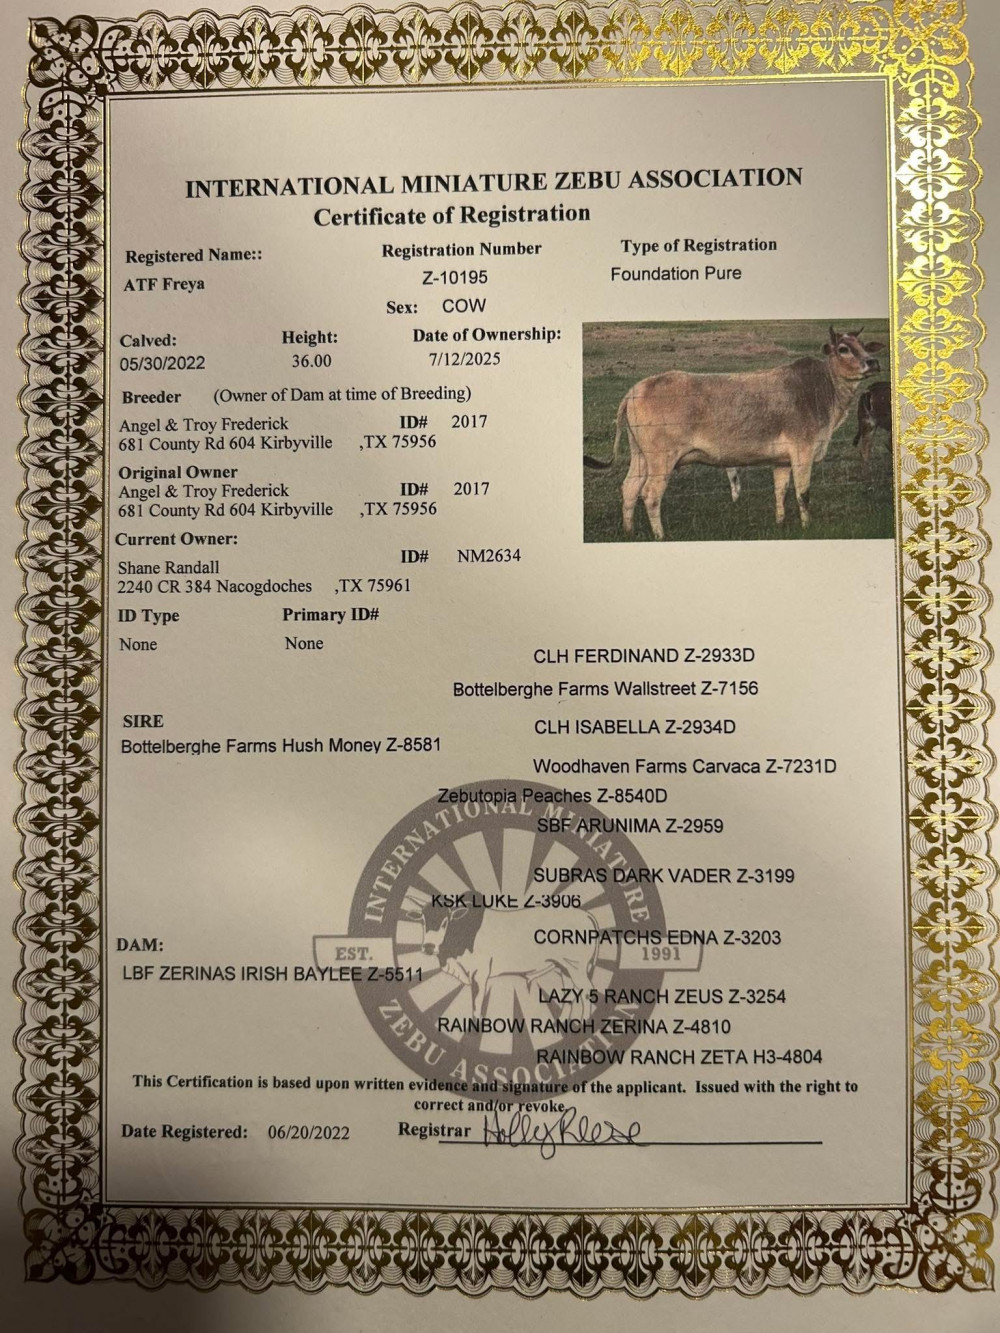 INTERNATIONAL MINIATURE ZEBU ASSOCIATION
Certificate of Registration
Registered Name:: Registration Number Type of Registration
ATF Freya Z-10195 Foundation Pure
Sex: COW
Calved: Height: Date of Ownership:
05/30/2022 36.00 7/12/2025
Breeder (Owner of Dam at time of Breeding)
Angel & Troy Frederick ID# 2017
681 County Rd 604 Kirbyville ,TX 75956
Original Owner
Angel & Troy Frederick ID# 2017
681 County Rd 604 Kirbyville ,TX 75956
Current Owner:
Shane Randall ID# NM2634
2240 CR 384 Nacogdoches ,TX 75961
ID Type Primary ID#
None None
CLH FERDINAND Z-2933D
Bottelberghe Farms Wallstreet Z-7156
SIRE CLH ISABELLA Z-2934D
Bottelberghe Farms Hush Money Z-8581
Woodhaven Farms Carvaca Z-7231D
Zebutopia Peaches Z-8540D
SBF ARUNIMA Z-2959
SUBRAS DARK VADER Z-3199
KSK LUKE Z-3906
DAM: CORNPATCHS EDNA Z-3203
LBF ZERINAS IRISH BAYLEE Z-5511
LAZY 5 RANCH ZEUS Z-3254
RAINBOW RANCH ZERINA Z-4810
RAINBOW RANCH ZETA H3-4804
INTERNATIONAL MINIATURE
EST. 1991
ZEBU ASSOCIATION
This Certification is based upon written evidence and signature of the applicant. Issued with the right to
correct and/or revoke.
Date Registered: 06/20/2022 Registrar Holly Reese